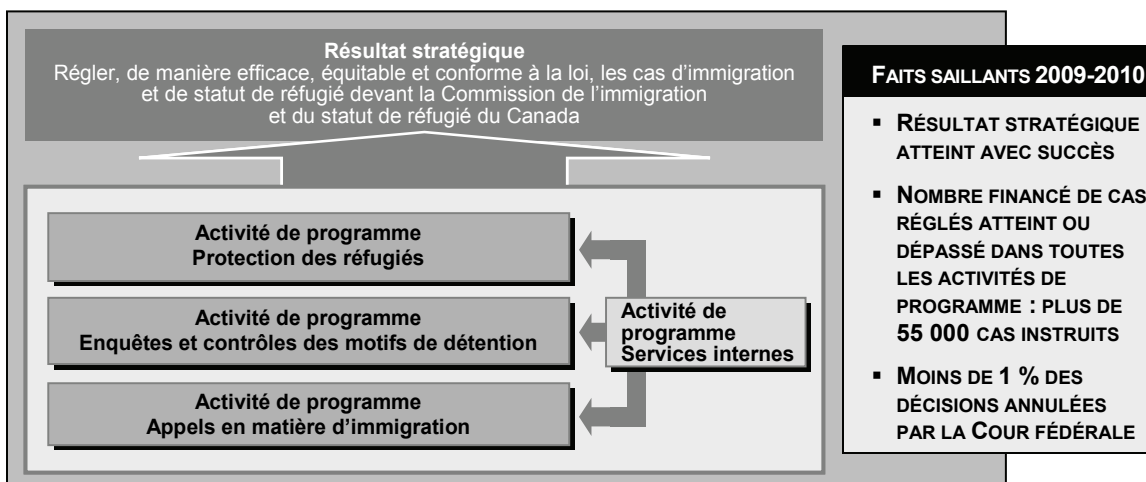 Résultat stratégique
Régler, de manière efficace, équitable et conforme à la loi, les cas d'immigration
et de statut de réfugié devant la Commission de l'immigration
et du statut de réfugié du Canada
Activité de programme
Protection des réfugiés
Activité de programme
Enquêtes et contrôles des motifs de détention
Activité de programme
Appels en matière d'immigration
Activité de
programme
Services internes
FAITS SAILLANTS 2009-2010
▪ RÉSULTAT STRATÉGIQUE
ATTEINT AVEC SUCCÈS
▪ NOMBRE FINANCÉ DE CAS
RÉGLÉS ATTEINT OU
DÉPASSÉ DANS TOUTES
LES ACTIVITÉS DE
PROGRAMME : PLUS DE
55 000 CAS INSTRUITS
▪ MOINS DE 1 % DES
DÉCISIONS ANNULÉES
PAR LA COUR FÉDÉRALE